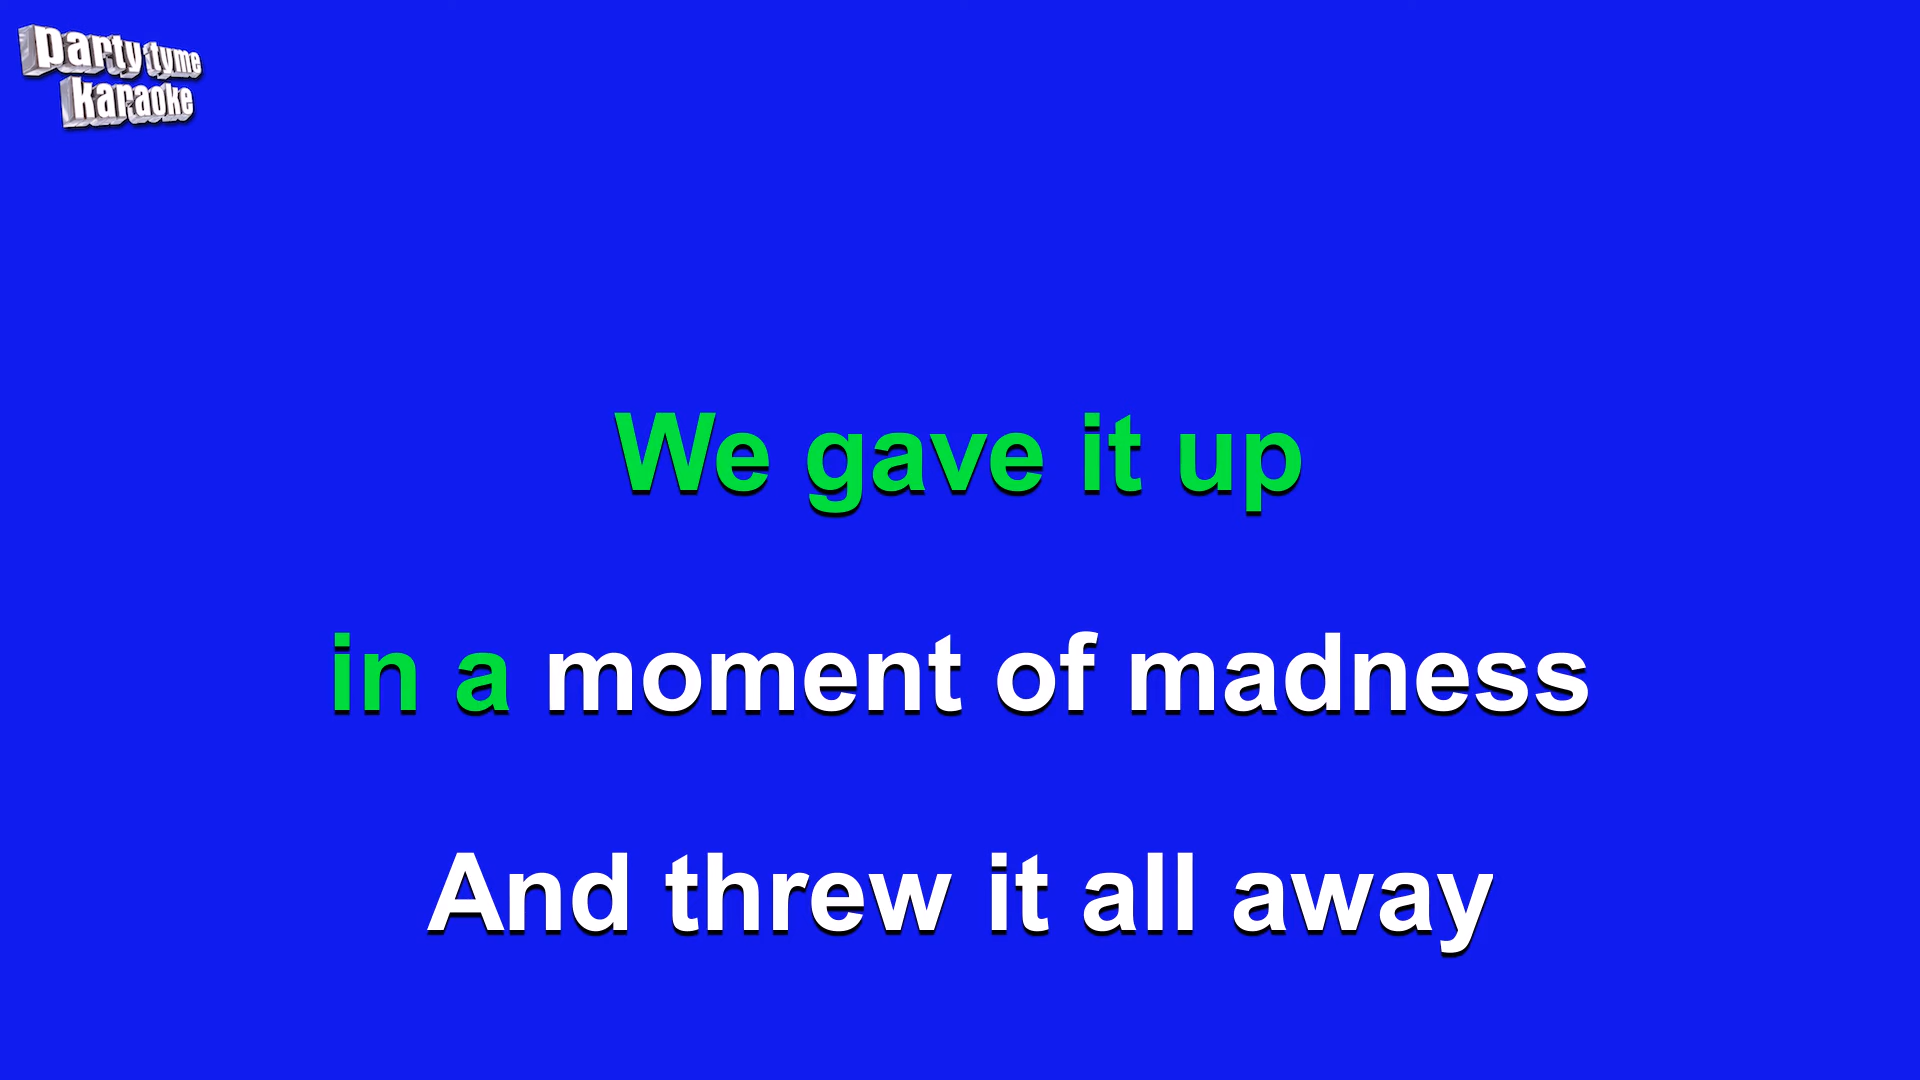 party tyme
karaoke
We gave it up
in a moment of madness
And threw it all away